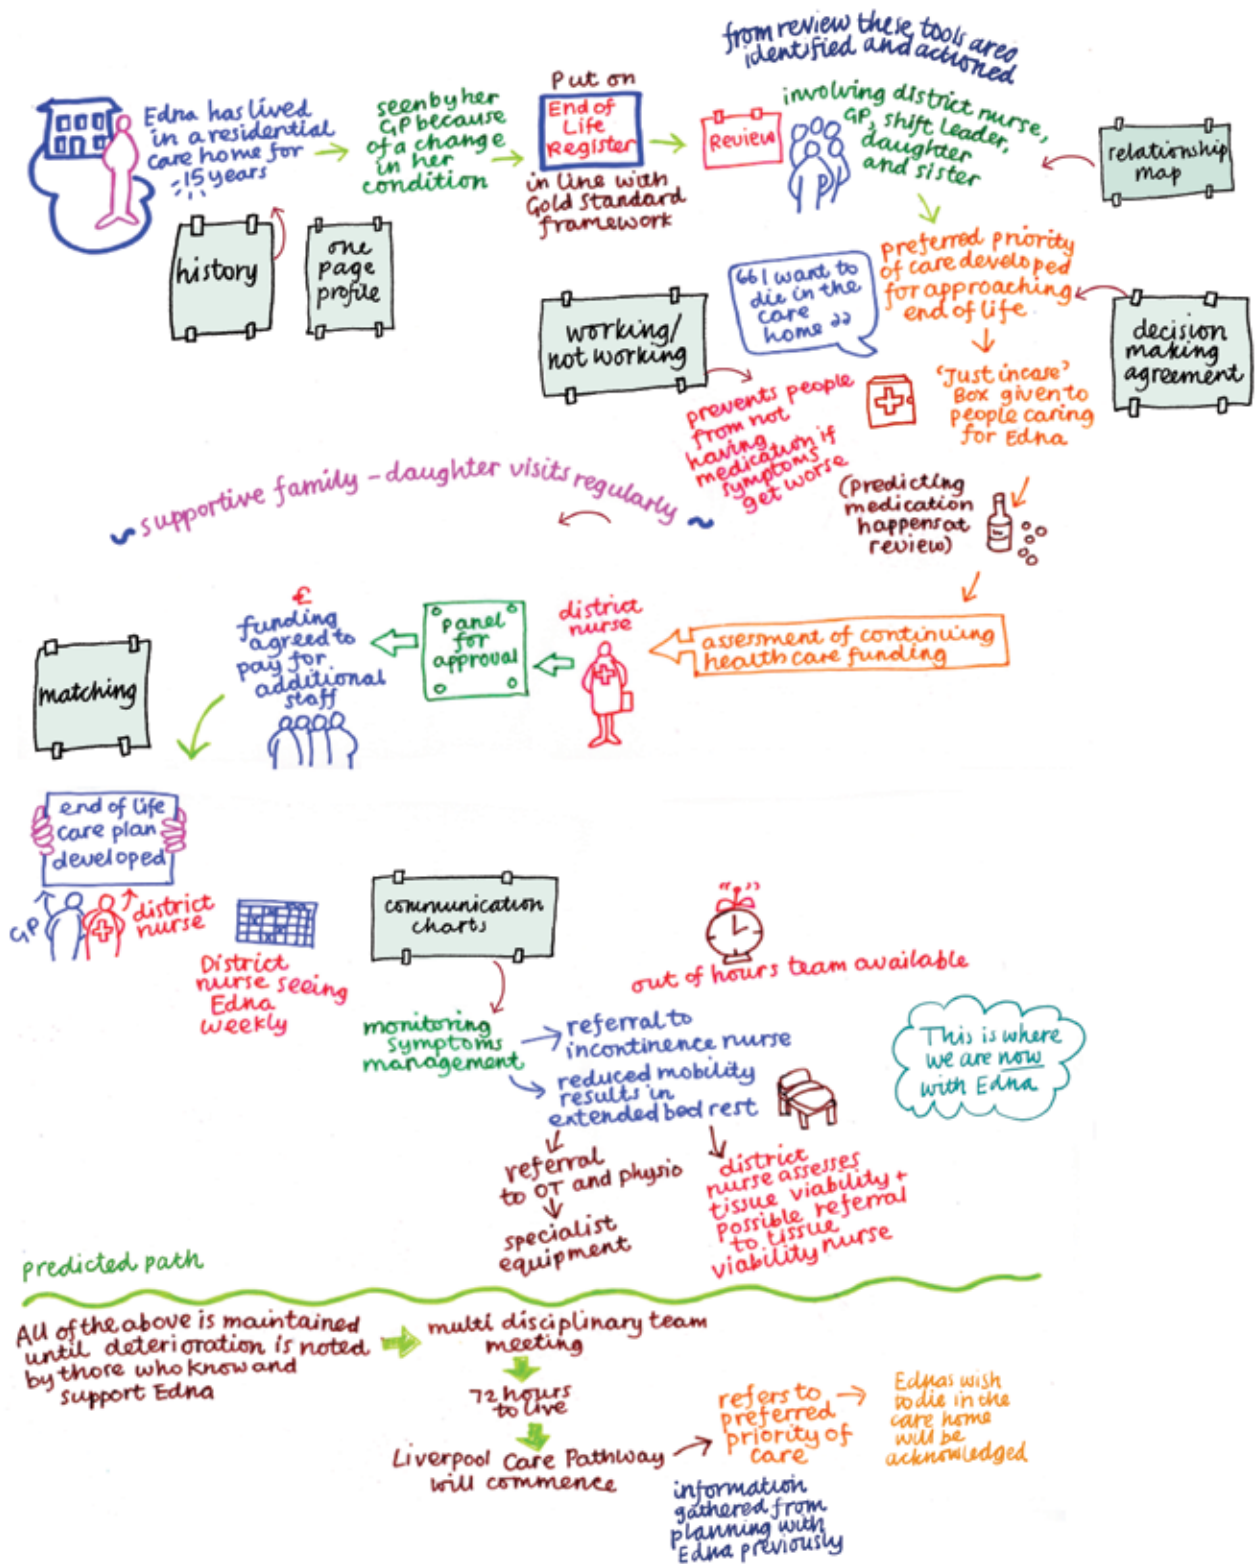 from review these tools area
identified and actioned
Edna has lived
in a residential
care home for
15 years
seen by her
GP because
of a change
in her
condition
Put on
End of
Life
Register
in line with
Gold Standard
framework
Review
involving district nurse,
GP, shift leader,
daughter
and sister
relationship
map
history
one
page
profile
working/
not working
"I want to
die in the
care
home"
preferred priority
of care developed
for approaching
end of life
decision
making
agreement
prevents people
from not
having
medication if
symptoms
get worse
'Just incase'
Box given to
people caring
for Edna
(predicting
medication
happens at
review)
supportive family - daughter visits regularly
assessment of continuing
health care funding
district
nurse
panel
for
approval
€
funding
agreed to
pay for
additional
staff
matching
end of life
care plan
developed
GP
district
nurse
District
nurse seeing
Edna
weekly
communication
charts
out of hours team available
monitoring
symptoms
management
referral to
incontinence nurse
reduced mobility
results in
extended bed rest
This is where
we are now
with Edna
referral
to OT and physio
specialist
equipment
district
nurse assesses
tissue viability +
possible referral
to tissue
viability nurse
predicted path
All of the above is maintained
until deterioration is noted
by those who know and
support Edna
multi disciplinary team
meeting
72 hours
to live
Liverpool Care Pathway
will commence
refers to
preferred
priority of
care
Ednas wish
to die in the
care home
will be
acknowledged
information
gathered from
planning with
Edna previously